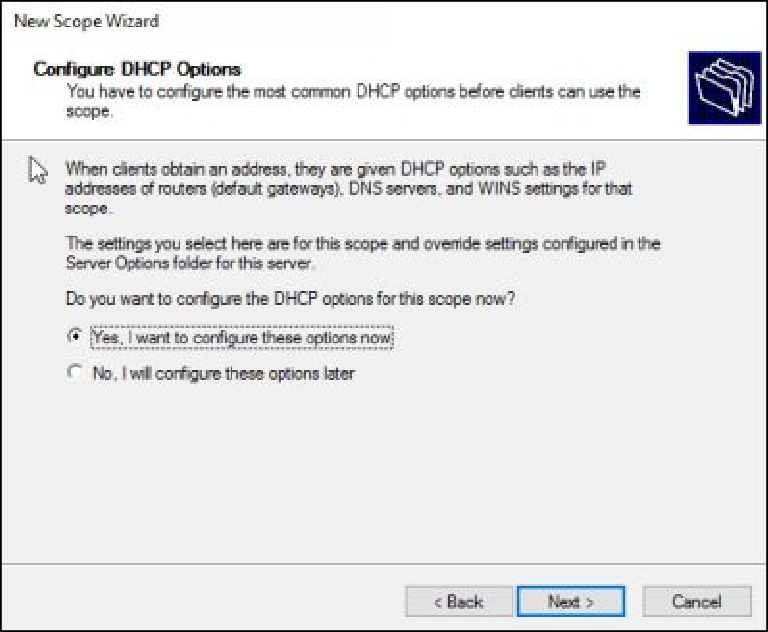 New Scope Wizard
Configure DHCP Options
You have to configure the most common DHCP options before clients can use the
scope.
When clients obtain an address, they are given DHCP options such as the IP
addresses of routers (default gateways), DNS servers, and WINS settings for that
scope.
The settings you select here are for this scope and override settings configured in the
Server Options folder for this server.
Do you want to configure the DHCP options for this scope now?
Yes, I want to configure these options now
No, I will configure these options later
< Back
Next >
Cancel